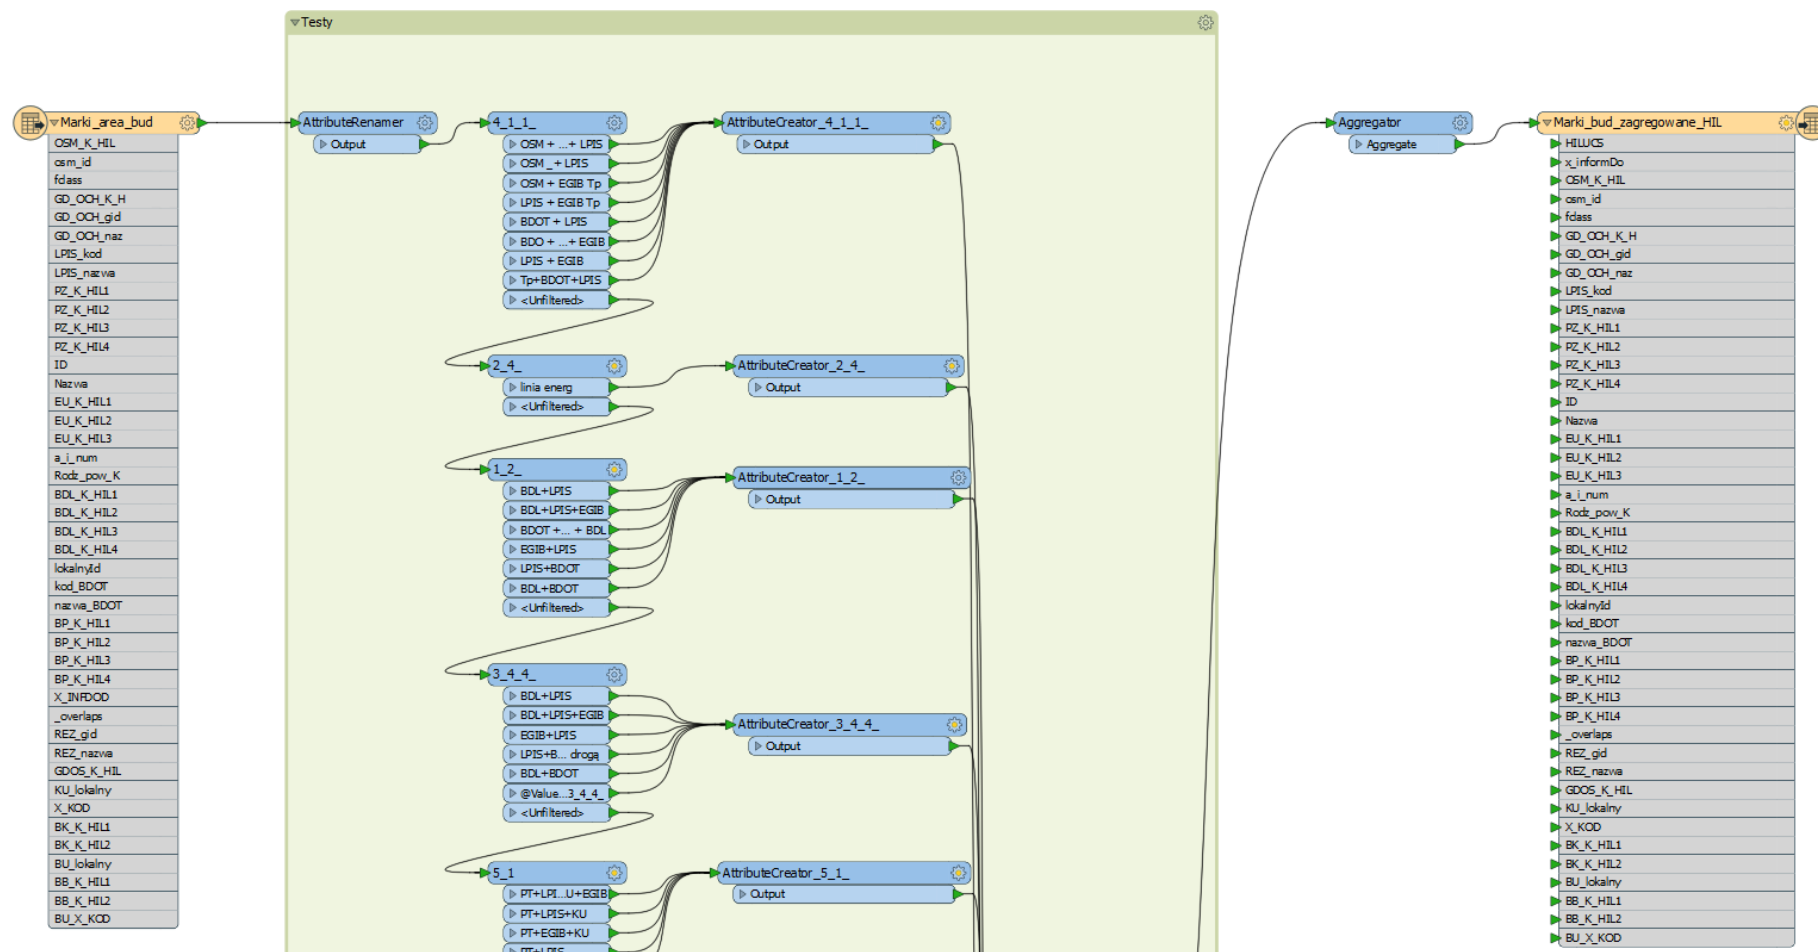 Testy
Marki_area_bud
OSM_K_HIL
osm_id
fclass
GD_OCH_K_H
GD_OCH_gid
GD_OCH_naz
LPIS_kod
LPIS_nazwa
PZ_K_HIL1
PZ_K_HIL2
PZ_K_HIL3
PZ_K_HIL4
ID
Nazwa
EU_K_HIL1
EU_K_HIL2
EU_K_HIL3
a_i_num
Rodz_pow_K
BDL_K_HIL1
BDL_K_HIL2
BDL_K_HIL3
BDL_K_HIL4
lokalnyId
kod_BDOT
nazwa_BDOT
BP_K_HIL1
BP_K_HIL2
BP_K_HIL3
BP_K_HIL4
X_INFDOD
_overlaps
REZ_gid
REZ_nazwa
GDOS_K_HIL
KU_lokalny
X_KOD
BK_K_HIL1
BK_K_HIL2
BU_lokalny
BB_K_HIL1
BB_K_HIL2
BU_X_KOD
AttributeRenamer
Output
4_1_1_
OSM + ...+ LPIS
OSM _+ LPIS
OSM + EGIB Tp
LPIS + EGIB Tp
BDOT + LPIS
BDO + ...+ EGIB
LPIS + EGIB
Tp+BDOT+LPIS
<Unfiltered>
AttributeCreator_4_1_1_
Output
2_4_
linia energ
<Unfiltered>
AttributeCreator_2_4_
Output
1_2_
BDL+LPIS
BDL+LPIS+EGIB
BDOT +... + BDL
EGIB+LPIS
LPIS+BDOT
BDL+BDOT
<Unfiltered>
AttributeCreator_1_2_
Output
3_4_4_
BDL+LPIS
BDL+LPIS+EGIB
EGIB+LPIS
LPIS+B... drogą
BDL+BDOT
@Value...3_4_4_
<Unfiltered>
AttributeCreator_3_4_4_
Output
5_1
PT+LPI...U+EGIB
PT+LPIS+KU
PT+EGIB+KU
PT+LPIS
AttributeCreator_5_1_
Output
Aggregator
Aggregate
Marki_bud_zagregowane_HIL
HILUCS
x_informDo
OSM_K_HIL
osm_id
fclass
GD_OCH_K_H
GD_OCH_gid
GD_OCH_naz
LPIS_kod
LPIS_nazwa
PZ_K_HIL1
PZ_K_HIL2
PZ_K_HIL3
PZ_K_HIL4
ID
Nazwa
EU_K_HIL1
EU_K_HIL2
EU_K_HIL3
a_i_num
Rodz_pow_K
BDL_K_HIL1
BDL_K_HIL2
BDL_K_HIL3
BDL_K_HIL4
lokalnyId
kod_BDOT
nazwa_BDOT
BP_K_HIL1
BP_K_HIL2
BP_K_HIL3
BP_K_HIL4
_overlaps
REZ_gid
REZ_nazwa
GDOS_K_HIL
KU_lokalny
X_KOD
BK_K_HIL1
BK_K_HIL2
BU_lokalny
BB_K_HIL1
BB_K_HIL2
BU_X_KOD